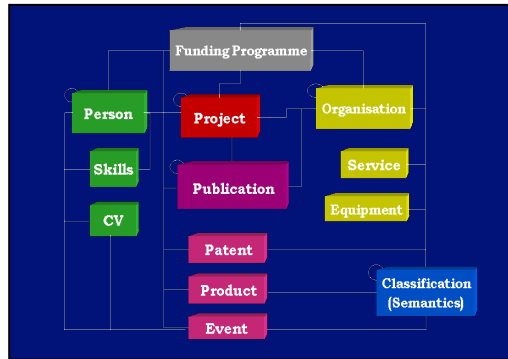 Funding Programme
Person
Project
Organisation
Skills
Publication
Service
CV
Equipment
Patent
Product
Classification
(Semantics)
Event